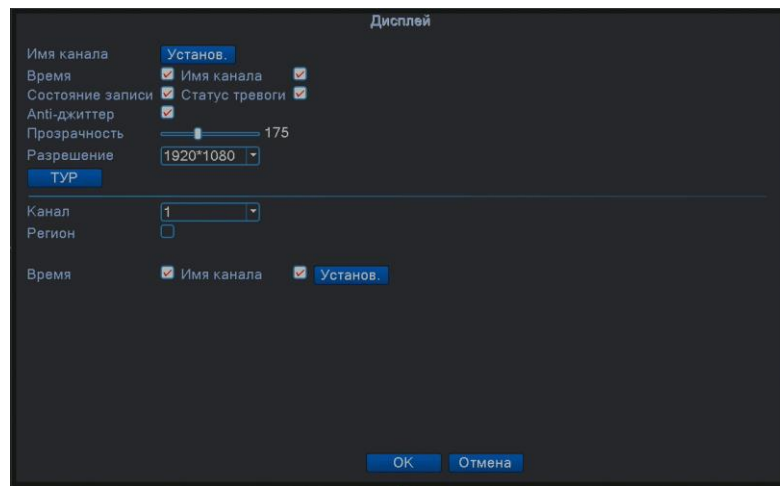 Дисплей
Имя канала Установ.
Время Имя канала
Состояние записи Статус тревоги
Anti-джиттер
Прозрачность 175
Разрешение 1920*1080
ТУР
Канал 1
Регион
Время Имя канала Установ.
OK Отмена